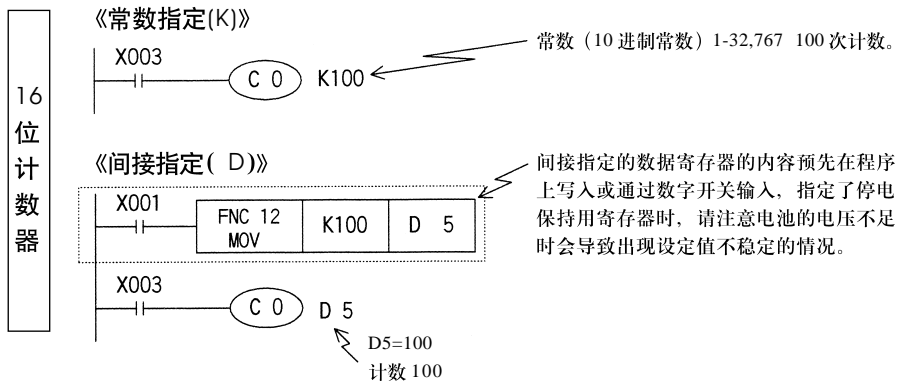 16位计数器
《常数指定(K)》
X003
C 0 K100
常数（10 进制常数）1-32,767 100 次计数。
《间接指定( D)》
X001
FNC 12
MOV
K100
D 5
间接指定的数据寄存器的内容预先在程序
上写入或通过数字开关输入，指定了停电
保持用寄存器时，请注意电池的电压不足
时会导致出现设定值不稳定的情况。
X003
C 0 D 5
D5=100
计数 100